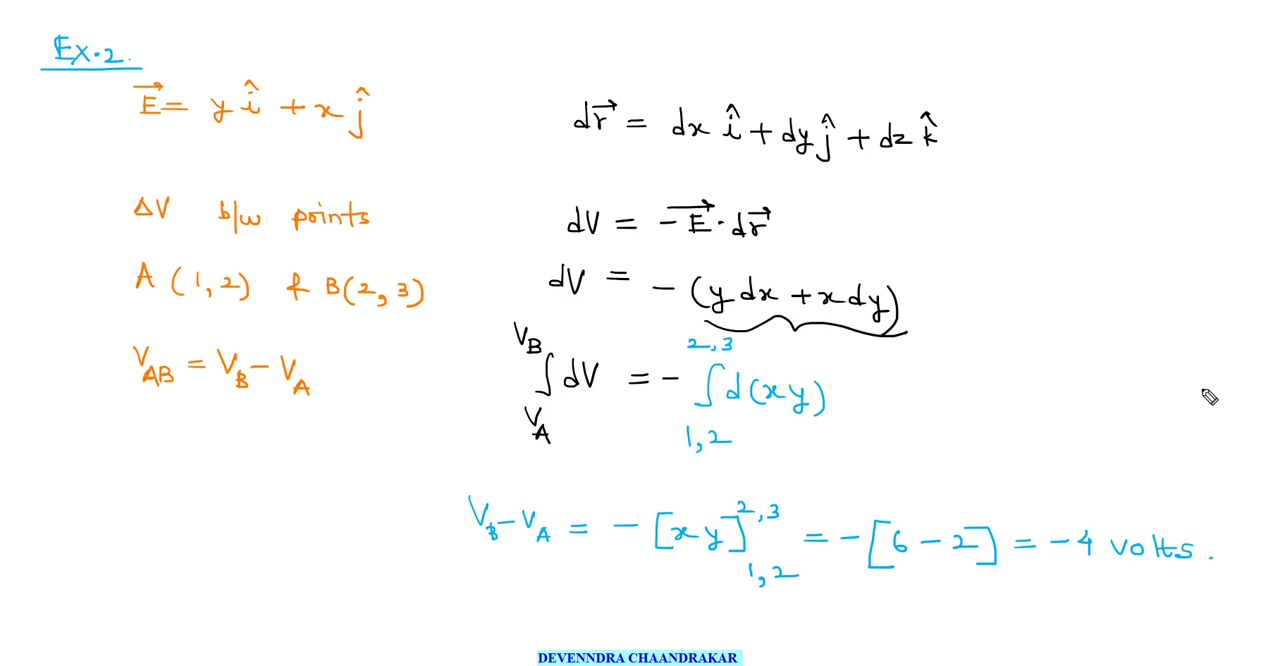 Ex.2.
E⃗ = y î + x ĵ
ΔV b/w points
A (1, 2) & B(2, 3)
V_AB = V_B − V_A
dr⃗ = dx î + dy ĵ + dz k̂
dV = − E⃗ · dr⃗
dV = − (y dx + x dy)
∫_{V_A}^{V_B} dV = − ∫_{1,2}^{2,3} d(xy)
V_B − V_A = − [xy]_{1,2}^{2,3} = − [6 − 2] = − 4 volts.
DEVENNDRA CHAANDRAKAR